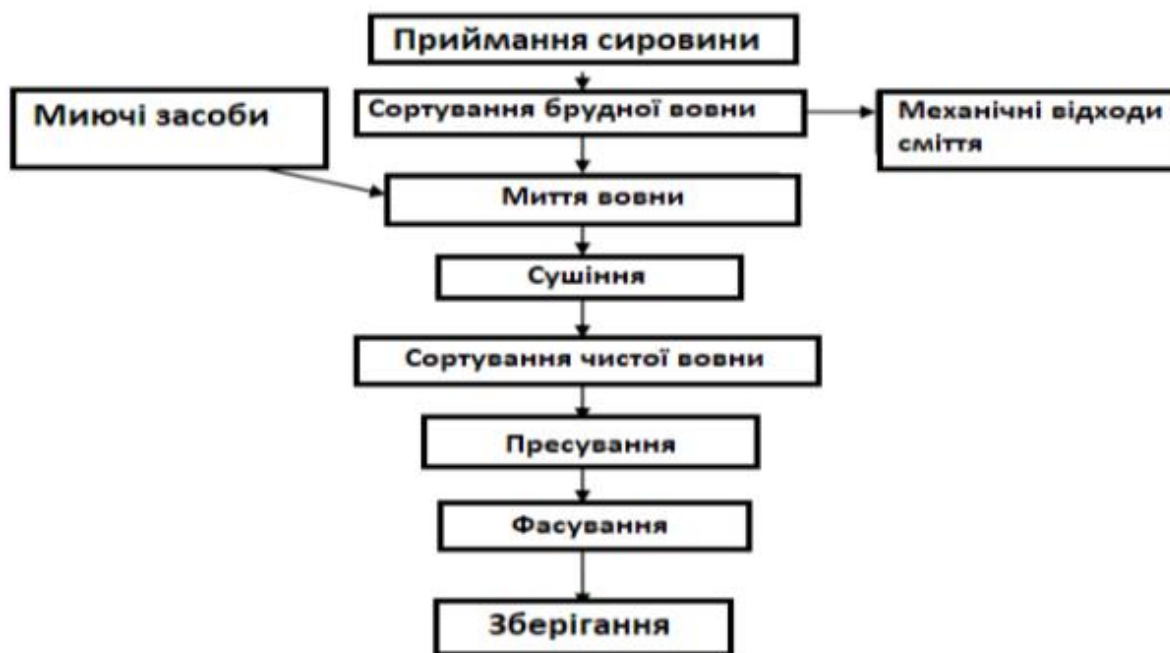 Приймання сировини
Миючі засоби
Сортування брудної вовни
Механічні відходи
сміття
Миття вовни
Сушіння
Сортування чистої вовни
Пресування
Фасування
Зберігання